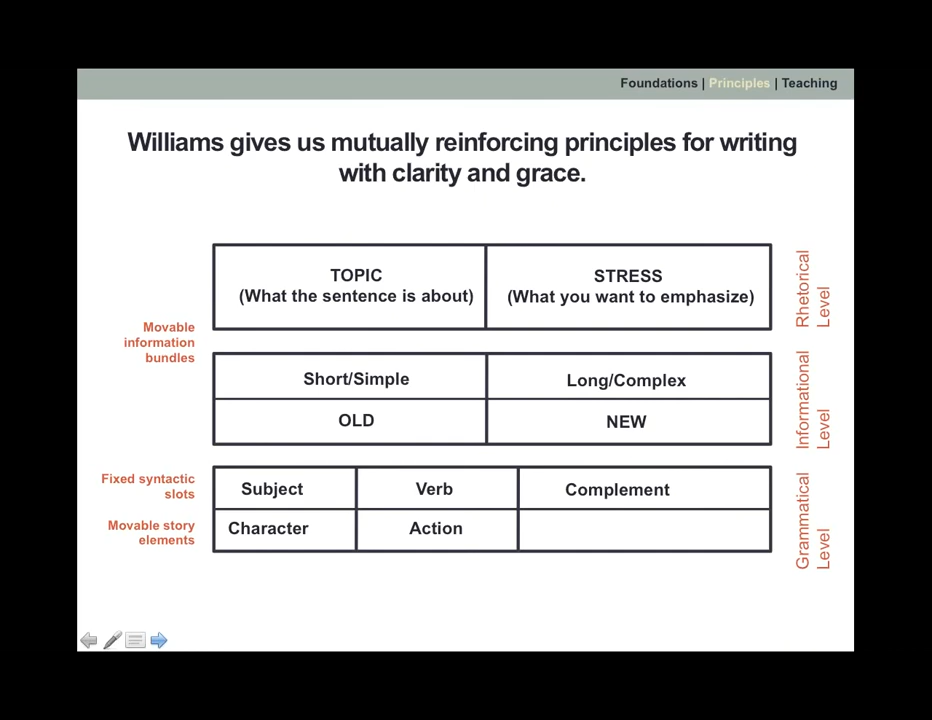 Foundations | Principles | Teaching
Williams gives us mutually reinforcing principles for writing
with clarity and grace.
TOPIC
(What the sentence is about)
STRESS
(What you want to emphasize)
Rhetorical
Level
Movable
information
bundles
Short/Simple
Long/Complex
OLD
NEW
Informational
Level
Fixed syntactic
slots
Subject
Verb
Complement
Movable story
elements
Character
Action
Grammatical
Level